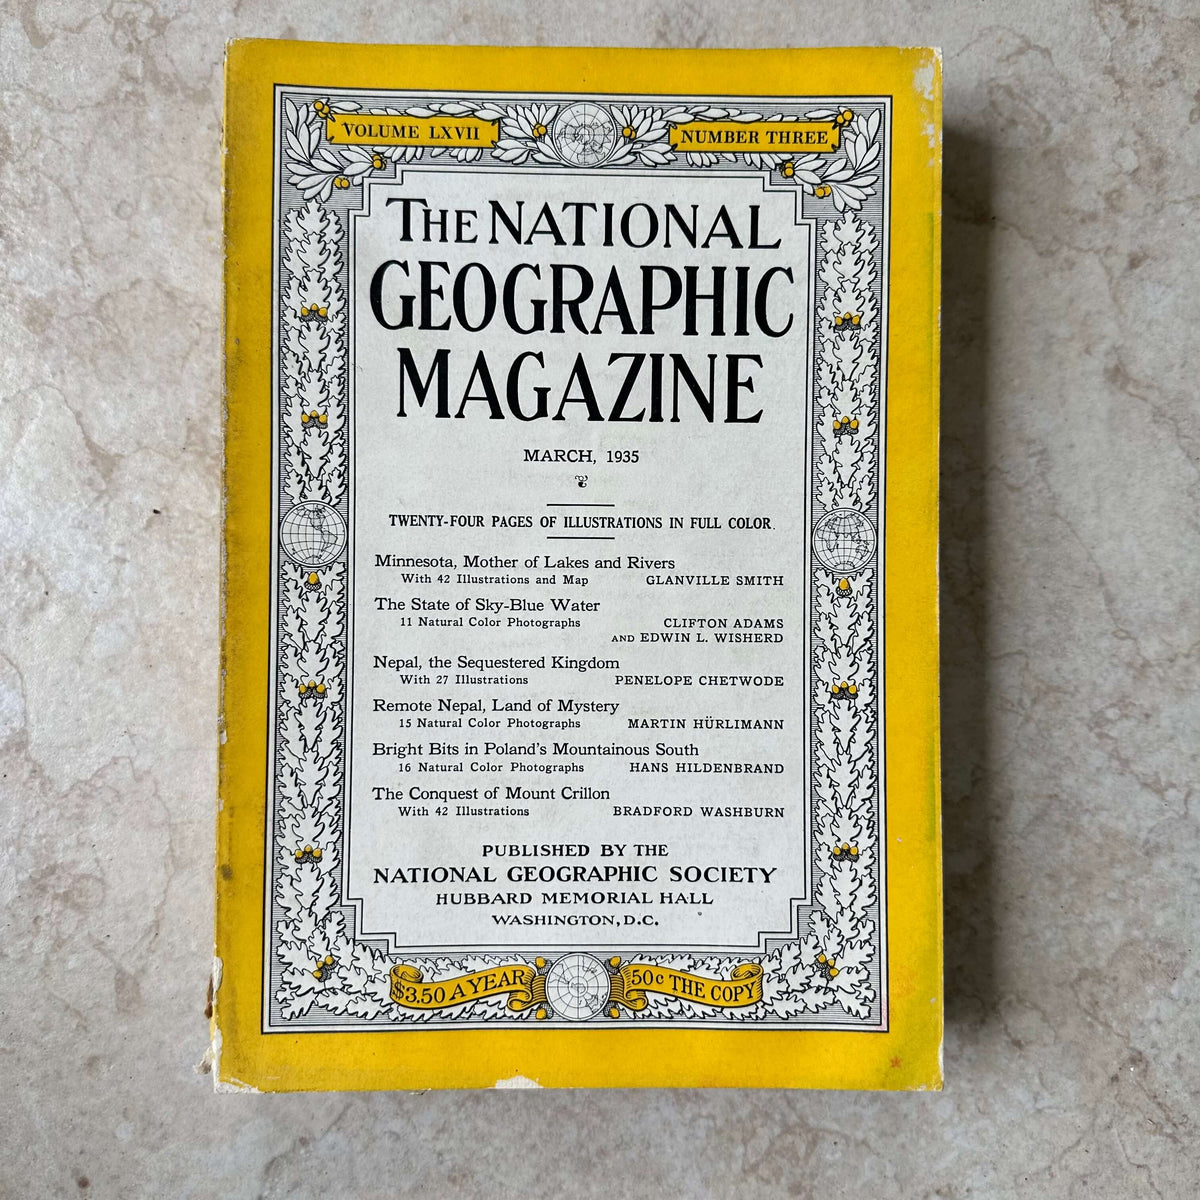 VOLUME LXVII
NUMBER THREE
THE NATIONAL
GEOGRAPHIC
MAGAZINE
MARCH, 1935
TWENTY-FOUR PAGES OF ILLUSTRATIONS IN FULL COLOR
Minnesota, Mother of Lakes and Rivers
With 42 Illustrations and Map GLANVILLE SMITH
The State of Sky-Blue Water
11 Natural Color Photographs CLIFTON ADAMS
AND EDWIN L. WISHERD
Nepal, the Sequestered Kingdom
With 27 Illustrations PENELOPE CHETWODE
Remote Nepal, Land of Mystery
15 Natural Color Photographs MARTIN HÜRLIMANN
Bright Bits in Poland's Mountainous South
16 Natural Color Photographs HANS HILDENBRAND
The Conquest of Mount Crillon
With 42 Illustrations BRADFORD WASHBURN
PUBLISHED BY THE
NATIONAL GEOGRAPHIC SOCIETY
HUBBARD MEMORIAL HALL
WASHINGTON, D.C.
$3.50 A YEAR
50c THE COPY